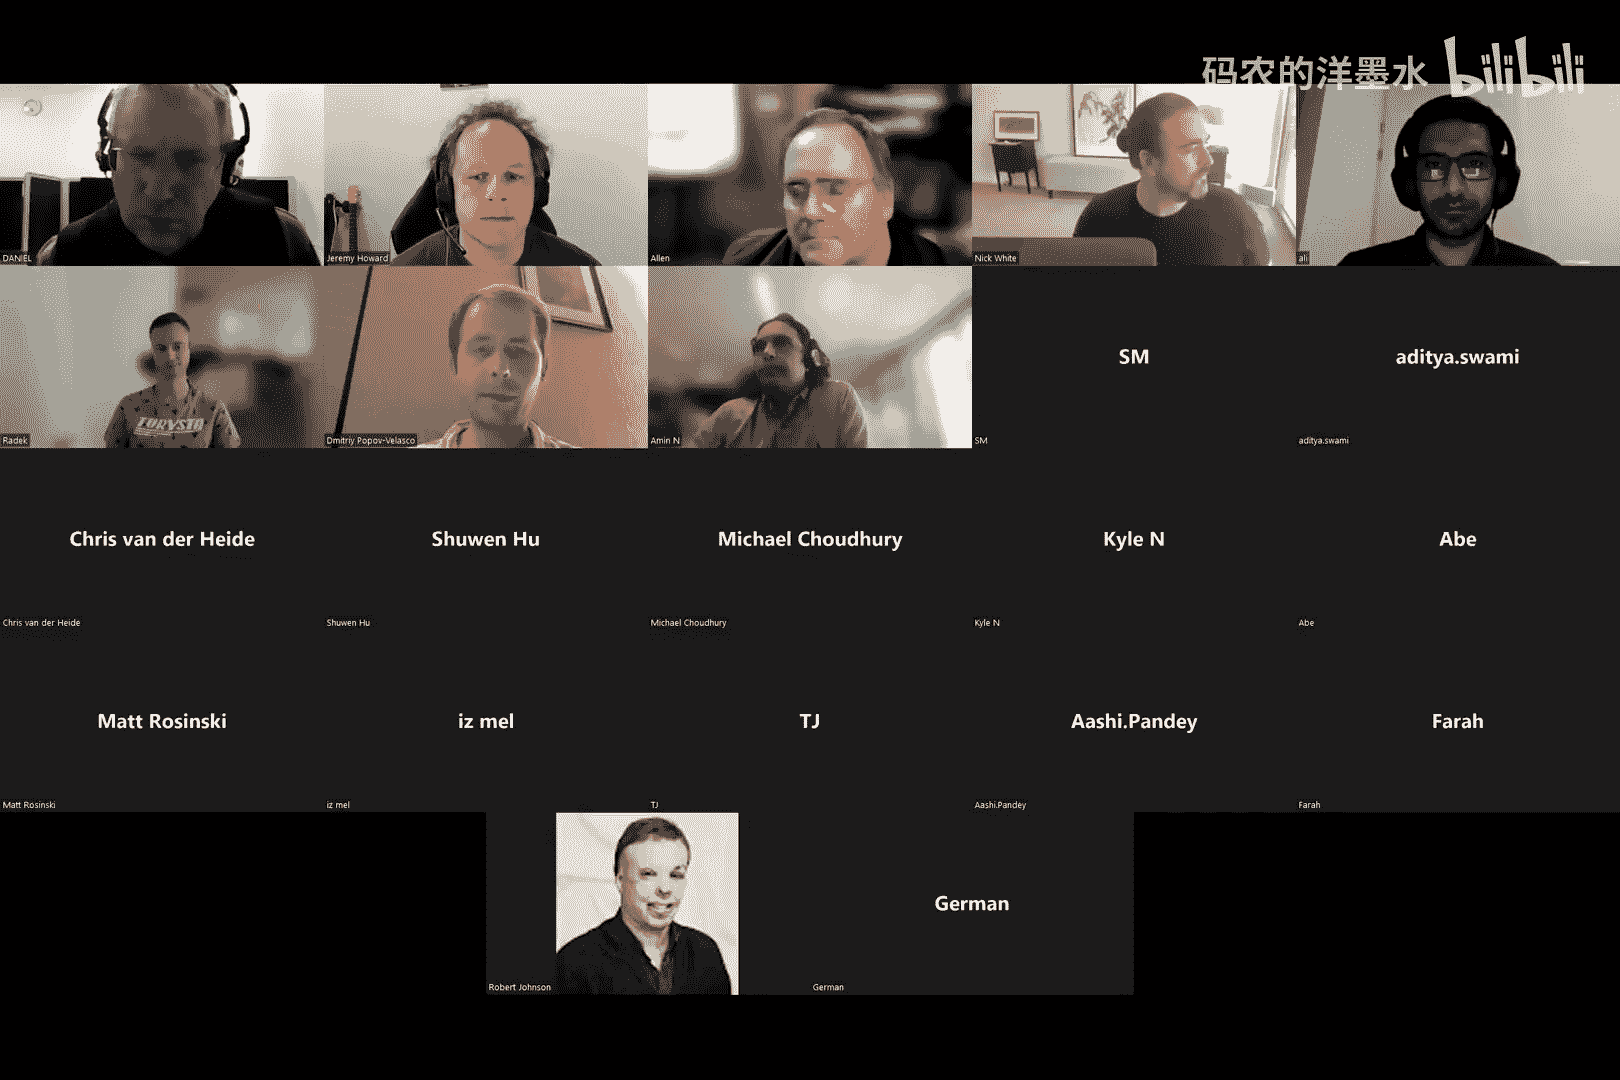 码农的洋墨水 bilibili
DANIEL
Jeremy Howard
Allen
Nick White
ali
TORYSTO
Radek
Dmitriy Popov-Velasco
Amin N
SM
SM
aditya.swami
aditya.swami
Chris van der Heide
Chris van der Heide
Shuwen Hu
Shuwen Hu
Michael Choudhury
Michael Choudhury
Kyle N
Kyle N
Abe
Abe
Matt Rosinski
Matt Rosinski
iz mel
iz mel
TJ
TJ
Aashi.Pandey
Aashi.Pandey
Farah
Farah
Robert Johnson
German
German